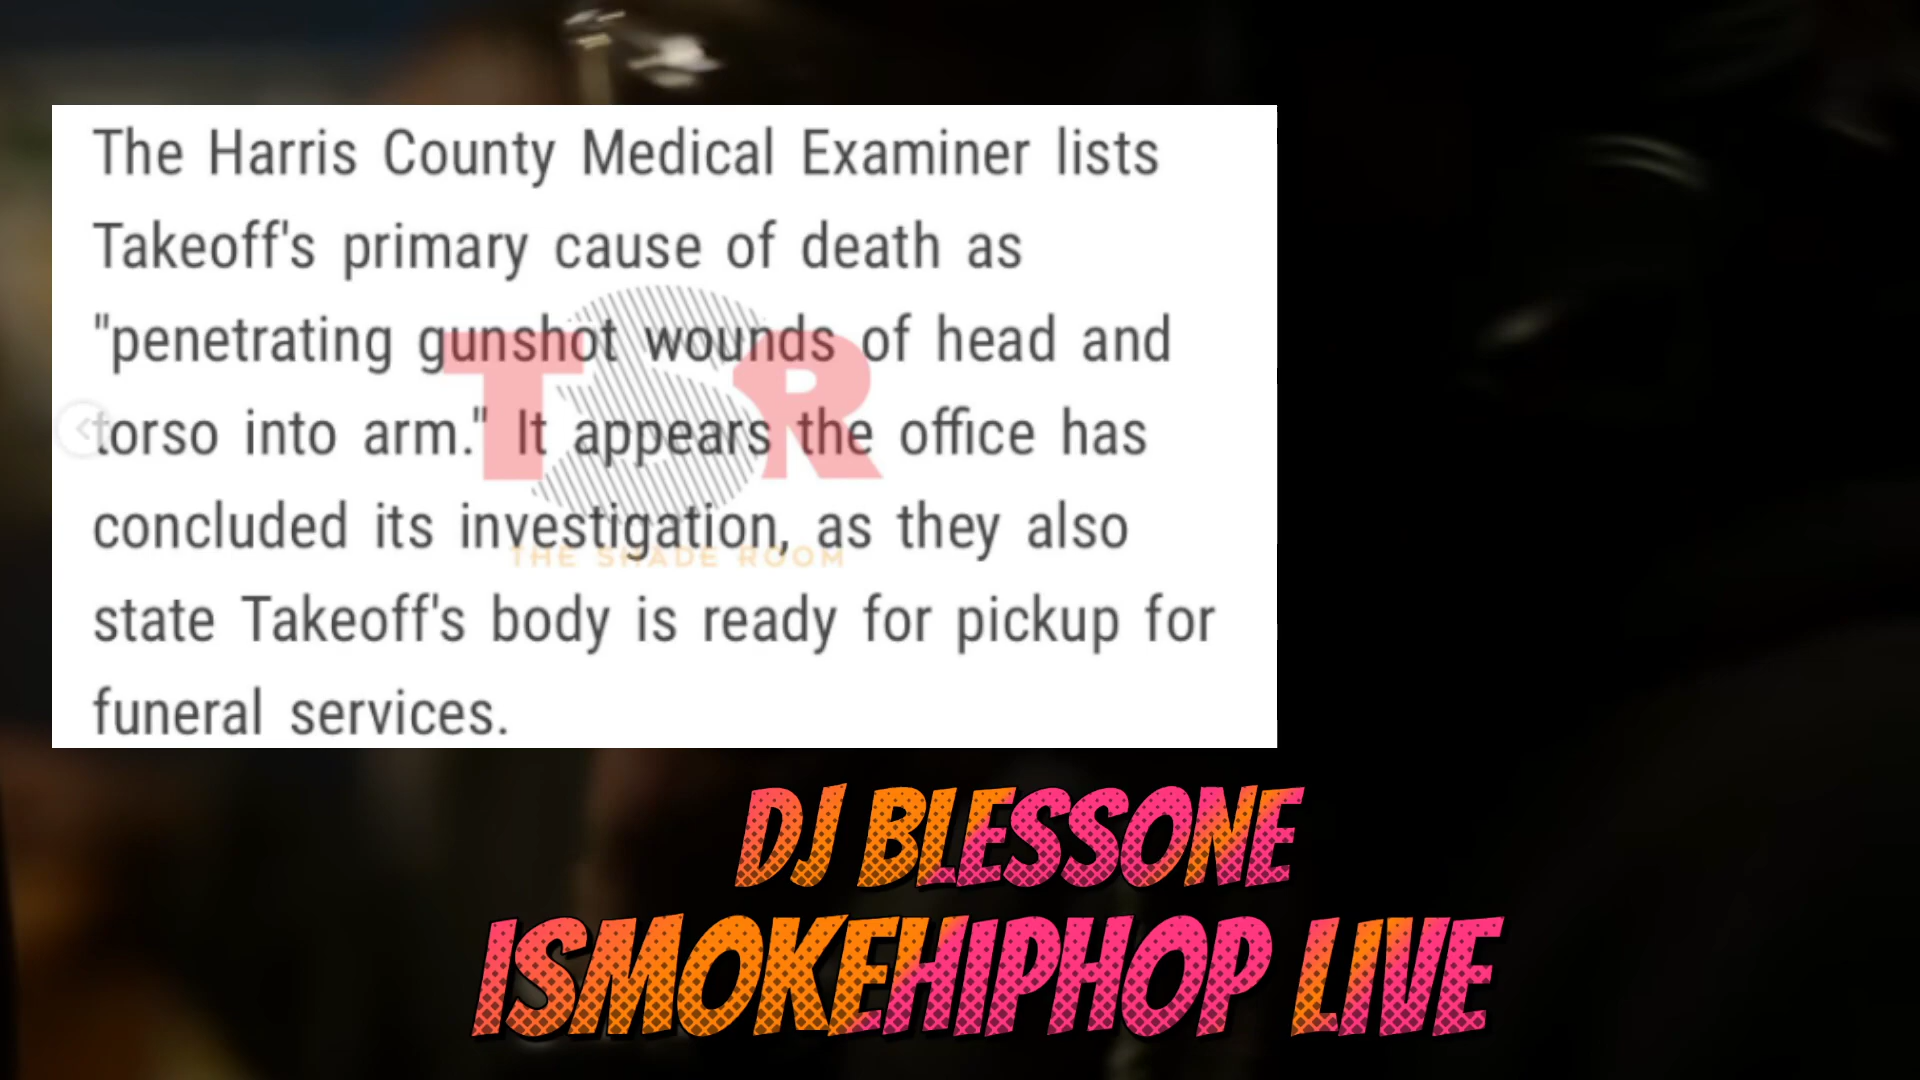 The Harris County Medical Examiner lists
Takeoff's primary cause of death as
"penetrating gunshot wounds of head and
torso into arm." It appears the office has
concluded its investigation, as they also
state Takeoff's body is ready for pickup for
funeral services.
TSR
THE SHADE ROOM
DJ BLESSONE
ISMOKEHIPHOP LIVE